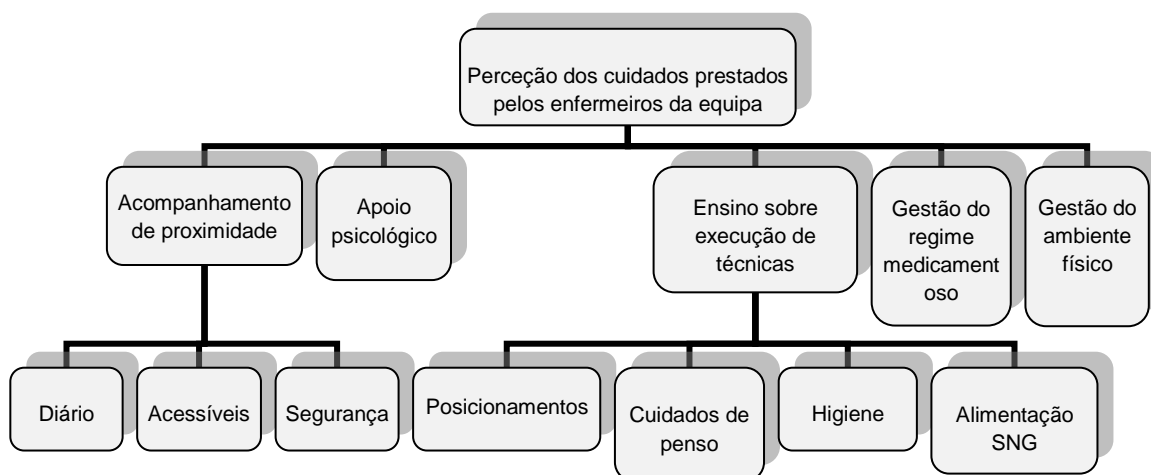 Perceção dos cuidados prestados
pelos enfermeiros da equipa
Acompanhamento
de proximidade
Apoio
psicológico
Ensino sobre
execução de
técnicas
Gestão do
regime
medicament
oso
Gestão do
ambiente
físico
Diário
Acessíveis
Segurança
Posicionamentos
Cuidados de
penso
Higiene
Alimentação
SNG